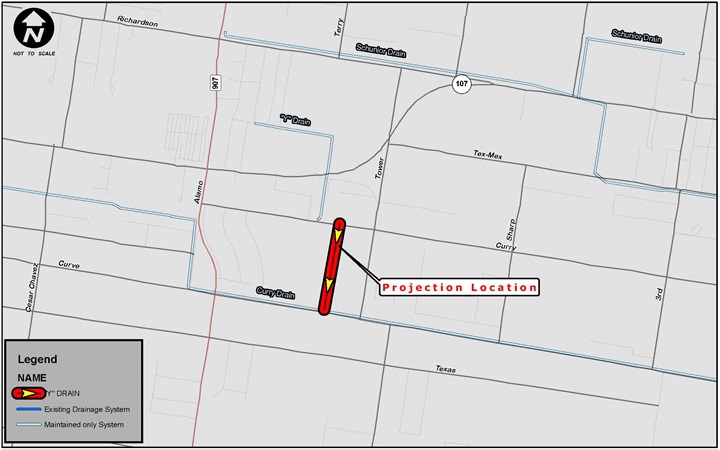 N
NOT TO SCALE
Richardson
Terry
Schunior Drain
Schunior Drain
907
107
"Y" Drain
Tex-Mex
Tower
Alamo
Sharp
Curry
Cesar Chavez
Curve
Curry Drain
Projection Location
3rd
Texas
Legend
NAME
"Y" DRAIN
Existing Drainage System
Maintained only System